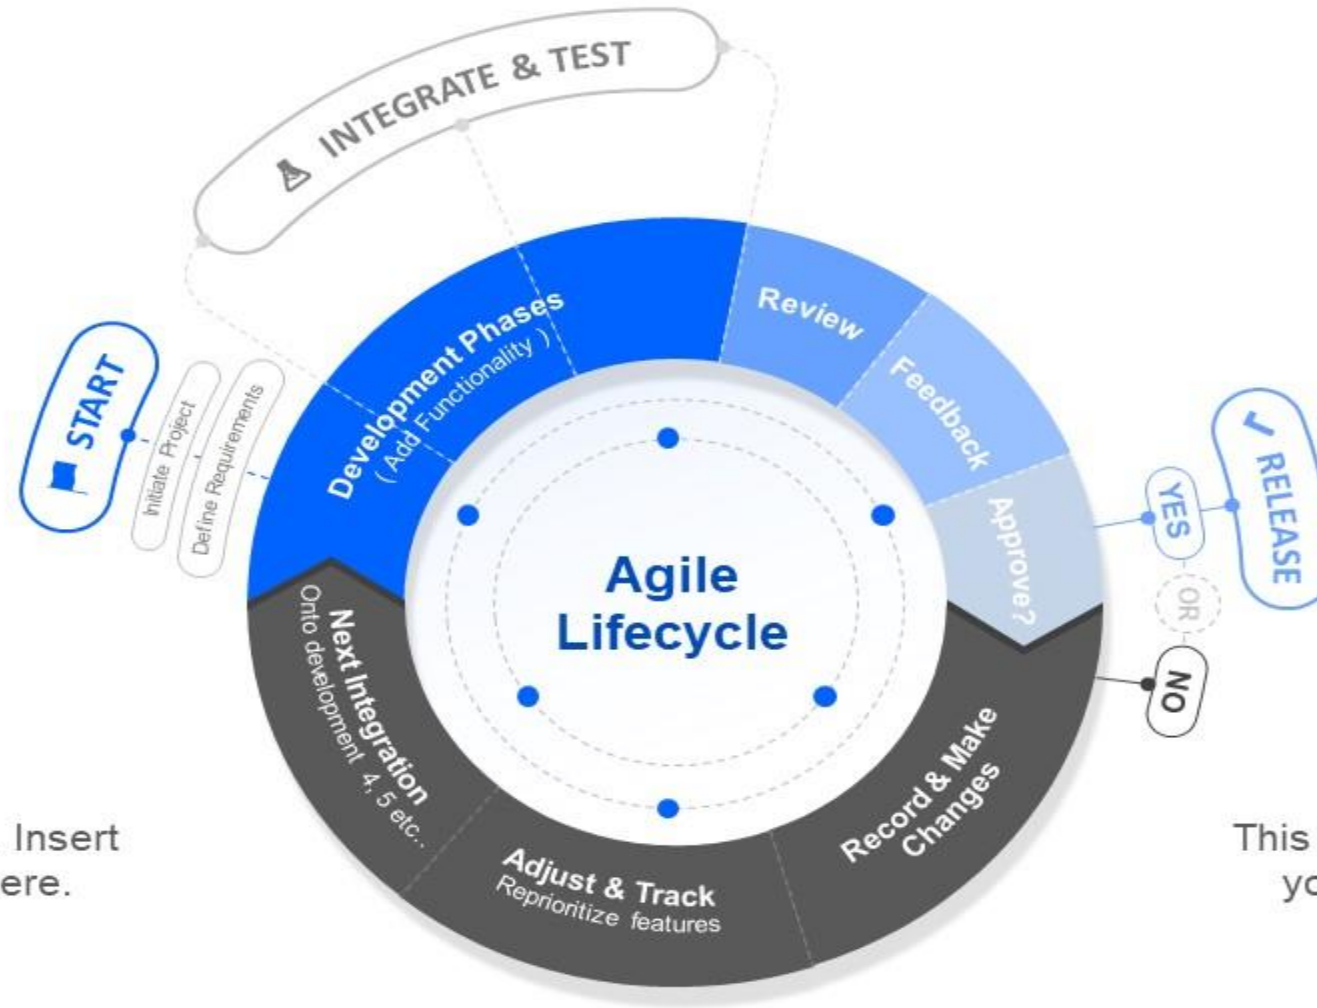 INTEGRATE & TEST
START
Initiate Project
Define Requirements
Development Phases
( Add Functionality )
Review
Feedback
Approve?
YES
OR
NO
RELEASE
Agile
Lifecycle
Record & Make
Changes
Adjust & Track
Reprioritize features
Next Integration
Onto development 4, 5 etc..
Insert
ere.
This
yo